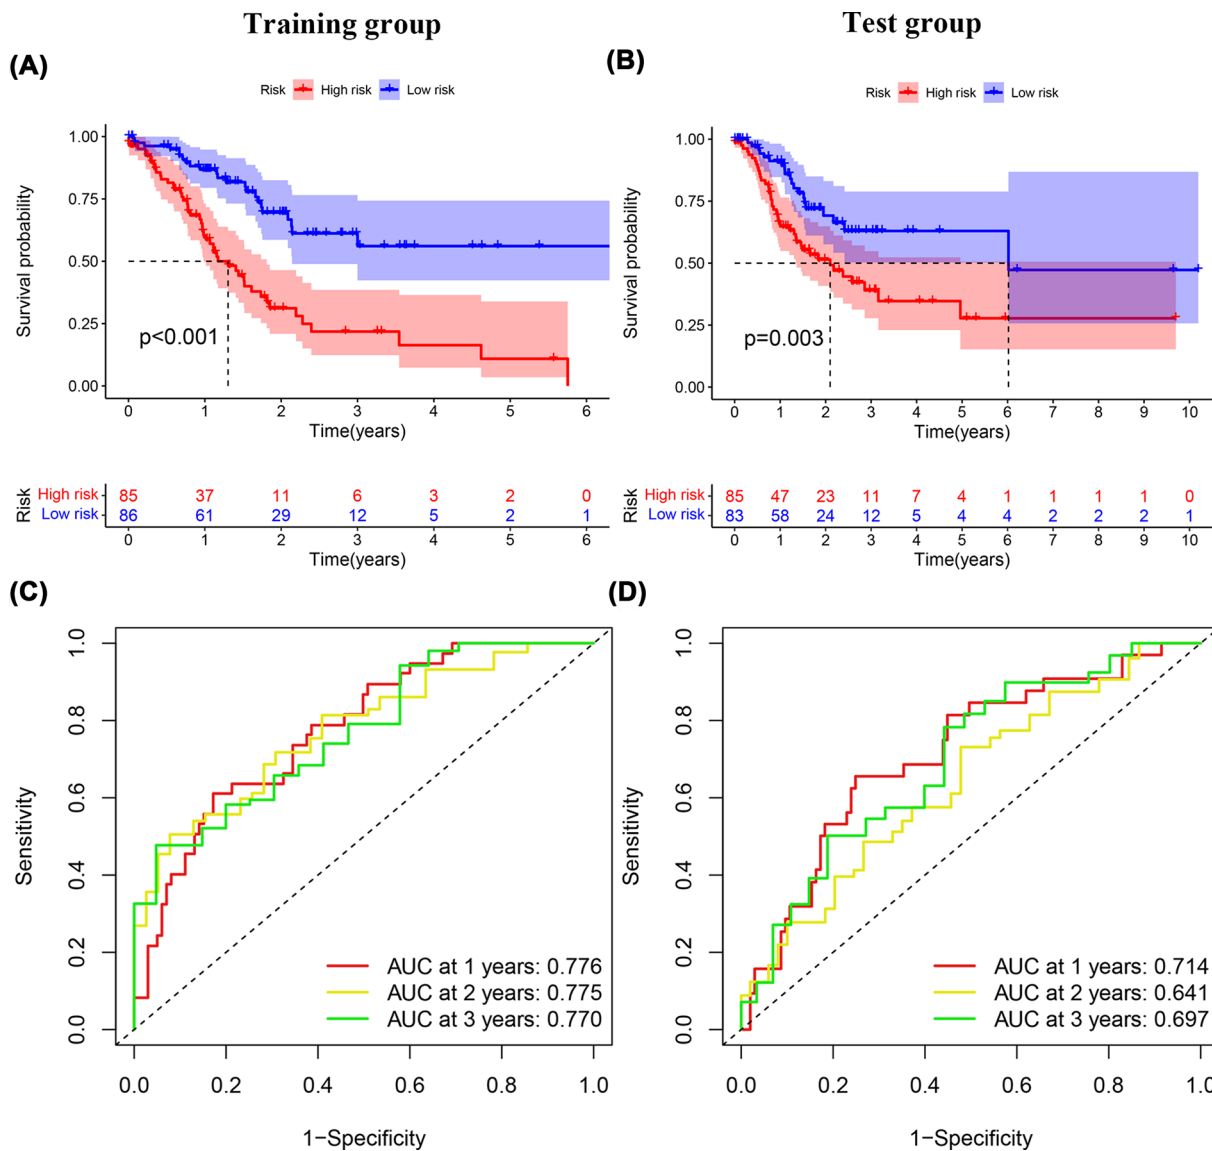 Training group
Test group
(A)
Risk High risk Low risk
1.00
0.75
0.50
0.25
0.00
Survival probability
p<0.001
0 1 2 3 4 5 6
Time(years)
Risk
High risk 85 37 11 6 3 2 0
Low risk 86 61 29 12 5 2 1
0 1 2 3 4 5 6
Time(years)
(B)
Risk High risk Low risk
1.00
0.75
0.50
0.25
0.00
Survival probability
p=0.003
0 1 2 3 4 5 6 7 8 9 10
Time(years)
Risk
High risk 85 47 23 11 7 4 1 1 1 1 0
Low risk 83 58 24 12 5 4 4 2 2 2 1
0 1 2 3 4 5 6 7 8 9 10
Time(years)
(C)
1.0
0.8
0.6
0.4
0.2
0.0
Sensitivity
AUC at 1 years: 0.776
AUC at 2 years: 0.775
AUC at 3 years: 0.770
0.0 0.2 0.4 0.6 0.8 1.0
1−Specificity
(D)
1.0
0.8
0.6
0.4
0.2
0.0
Sensitivity
AUC at 1 years: 0.714
AUC at 2 years: 0.641
AUC at 3 years: 0.697
0.0 0.2 0.4 0.6 0.8 1.0
1−Specificity